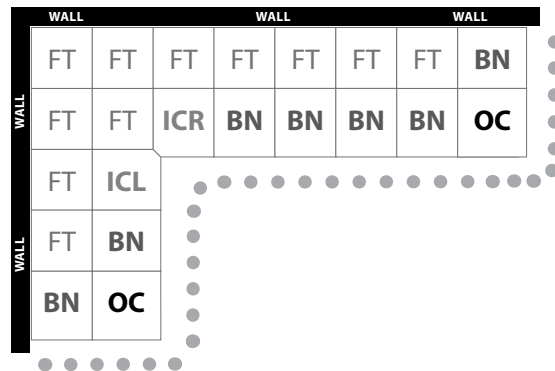 WALL WALL WALL
FT FT FT FT FT FT FT BN
WALL
FT FT ICR BN BN BN BN OC
FT ICL
WALL
FT BN
BN OC